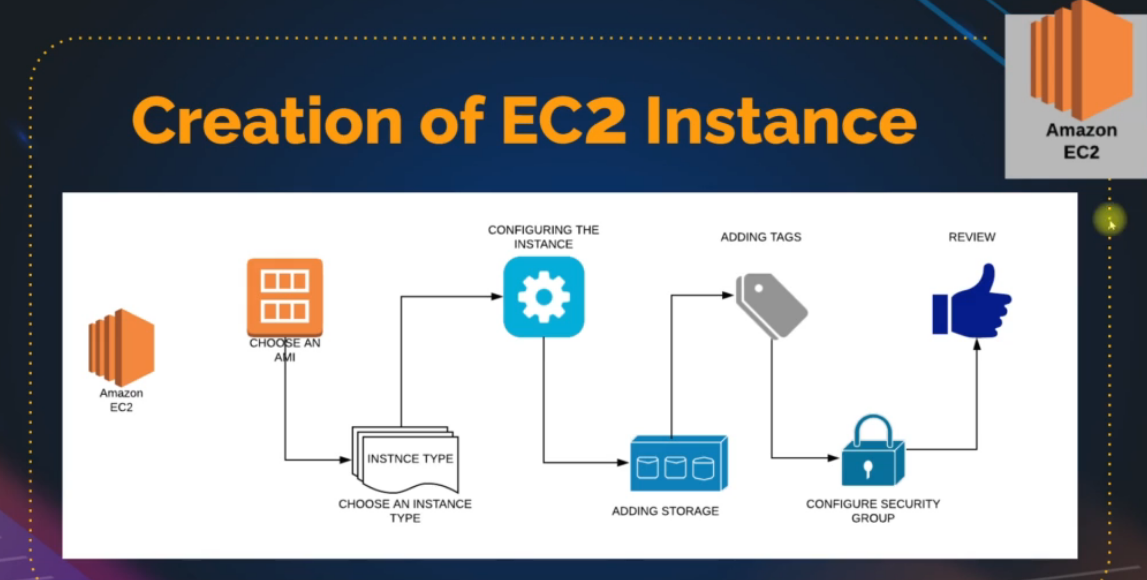 Creation of EC2 Instance
Amazon
EC2
Amazon
EC2
CHOOSE AN
AMI
INSTNCE TYPE
CHOOSE AN INSTANCE
TYPE
CONFIGURING THE
INSTANCE
ADDING STORAGE
ADDING TAGS
CONFIGURE SECURITY
GROUP
REVIEW